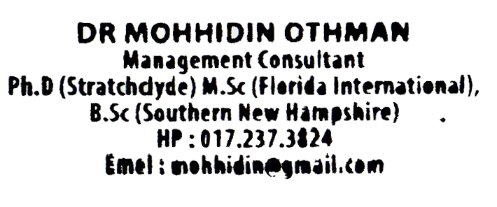 DR MOHHIDIN OTHMAN
Management Consultant
Ph.D (Stratchclyde) M.Sc (Florida International),
B.Sc (Southern New Hampshire)
HP : 017.237.3824
Emel : mohhidin@gmail.com